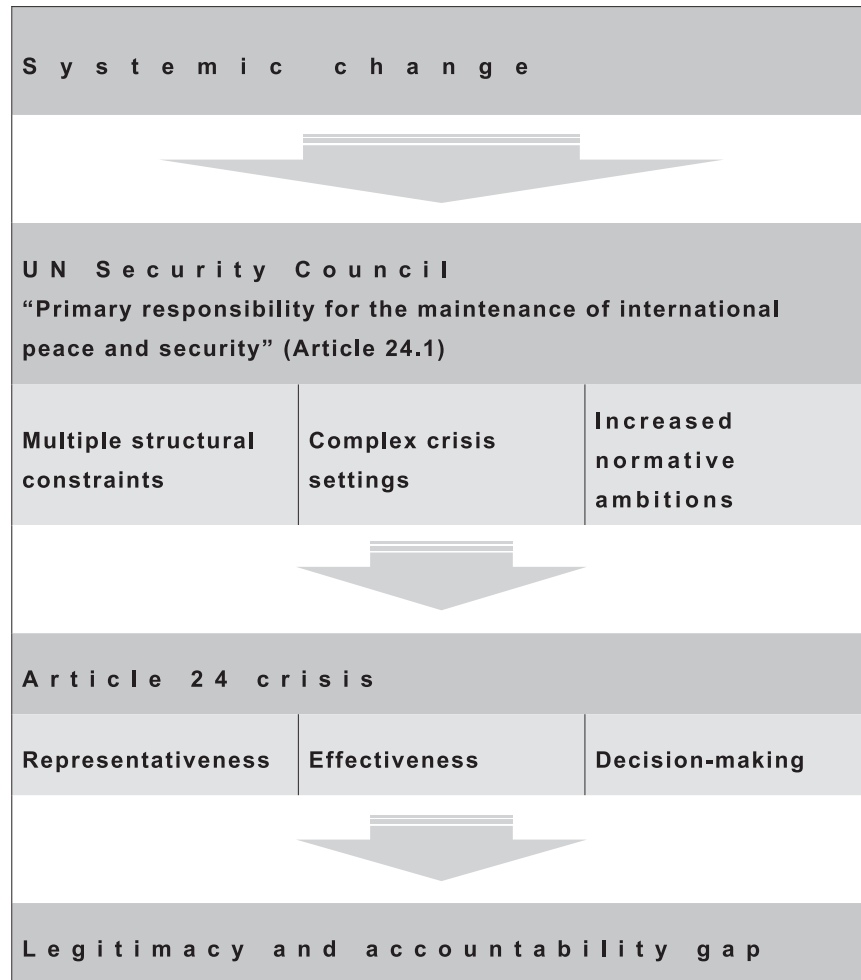 Systemic change
UN Security Council
“Primary responsibility for the maintenance of international
peace and security” (Article 24.1)
Multiple structural
constraints
Complex crisis
settings
Increased
normative
ambitions
Article 24 crisis
Representativeness
Effectiveness
Decision-making
Legitimacy and accountability gap